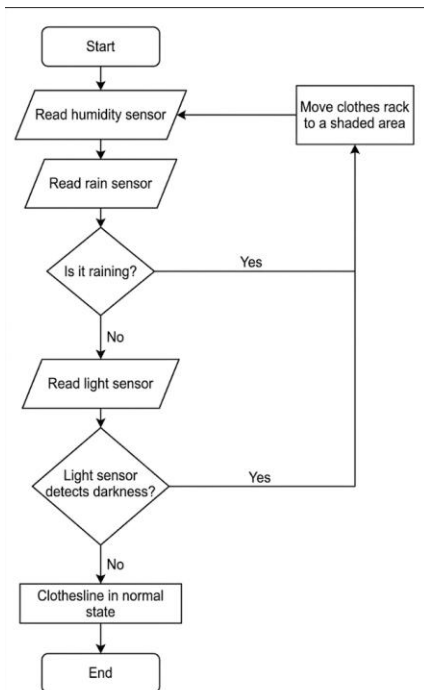 Start
Read humidity sensor
Move clothes rack
to a shaded area
Read rain sensor
Is it raining?
Yes
No
Read light sensor
Light sensor
detects darkness?
Yes
No
Clothesline in normal
state
End